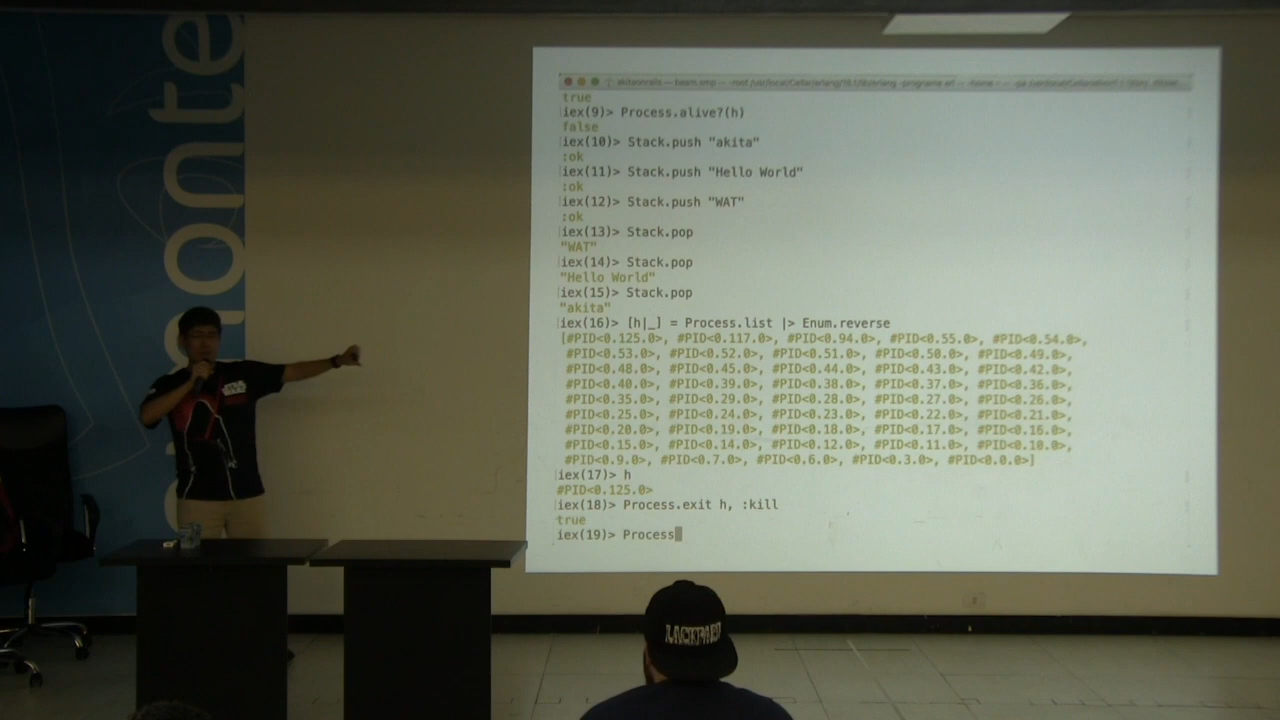 true
iex(9)> Process.alive?(h)
false
iex(10)> Stack.push "akita"
:ok
iex(11)> Stack.push "Hello World"
:ok
iex(12)> Stack.push "WAT"
:ok
iex(13)> Stack.pop
"WAT"
iex(14)> Stack.pop
"Hello World"
iex(15)> Stack.pop
"akita"
iex(16)> [h|_] = Process.list |> Enum.reverse
[#PID<0.125.0>, #PID<0.117.0>, #PID<0.94.0>, #PID<0.55.0>, #PID<0.54.0>,
#PID<0.53.0>, #PID<0.52.0>, #PID<0.51.0>, #PID<0.50.0>, #PID<0.49.0>,
#PID<0.48.0>, #PID<0.45.0>, #PID<0.44.0>, #PID<0.43.0>, #PID<0.42.0>,
#PID<0.40.0>, #PID<0.39.0>, #PID<0.38.0>, #PID<0.37.0>, #PID<0.36.0>,
#PID<0.35.0>, #PID<0.29.0>, #PID<0.28.0>, #PID<0.27.0>, #PID<0.26.0>,
#PID<0.25.0>, #PID<0.24.0>, #PID<0.23.0>, #PID<0.22.0>, #PID<0.21.0>,
#PID<0.20.0>, #PID<0.19.0>, #PID<0.18.0>, #PID<0.17.0>, #PID<0.16.0>,
#PID<0.15.0>, #PID<0.14.0>, #PID<0.12.0>, #PID<0.11.0>, #PID<0.10.0>,
#PID<0.9.0>, #PID<0.7.0>, #PID<0.6.0>, #PID<0.3.0>, #PID<0.0.0>]
iex(17)> h
#PID<0.125.0>
iex(18)> Process.exit h, :kill
true
iex(19)> Process
onte